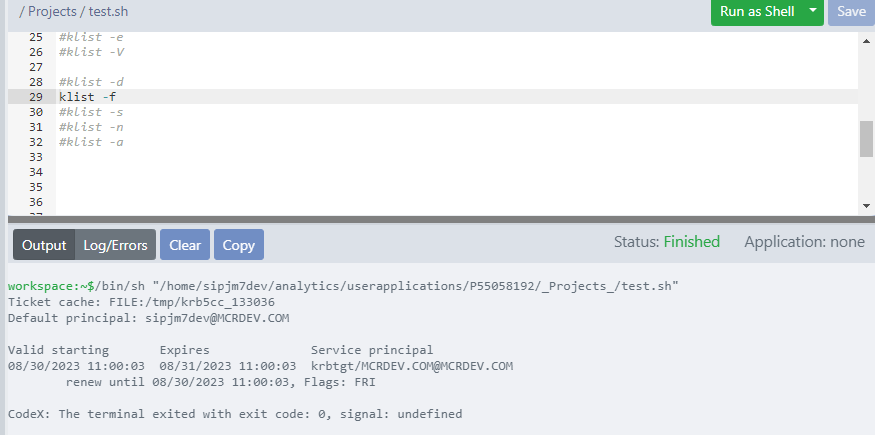 / Projects / test.sh
Run as Shell
Save
25 #klist -e
26 #klist -V
27
28 #klist -d
29 klist -f
30 #klist -s
31 #klist -n
32 #klist -a
33
34
35
36
37
Output Log/Errors Clear Copy
Status: Finished Application: none
workspace:~$/bin/sh "/home/sipjm7dev/analytics/userapplications/P55058192/_Projects_/test.sh"
Ticket cache: FILE:/tmp/krb5cc_133036
Default principal: sipjm7dev@MCRDEV.COM
Valid starting Expires Service principal
08/30/2023 11:00:03 08/31/2023 11:00:03 krbtgt/MCRDEV.COM@MCRDEV.COM
renew until 08/30/2023 11:00:03, Flags: FRI
CodeX: The terminal exited with exit code: 0, signal: undefined